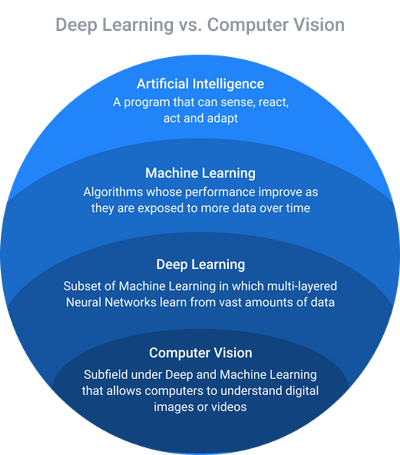 Deep Learning vs. Computer Vision
Artificial Intelligence
A program that can sense, react,
act and adapt
Machine Learning
Algorithms whose performance improve as
they are exposed to more data over time
Deep Learning
Subset of Machine Learning in which multi-layered
Neural Networks learn from vast amounts of data
Computer Vision
Subfield under Deep and Machine Learning
that allows computers to understand digital
images or videos